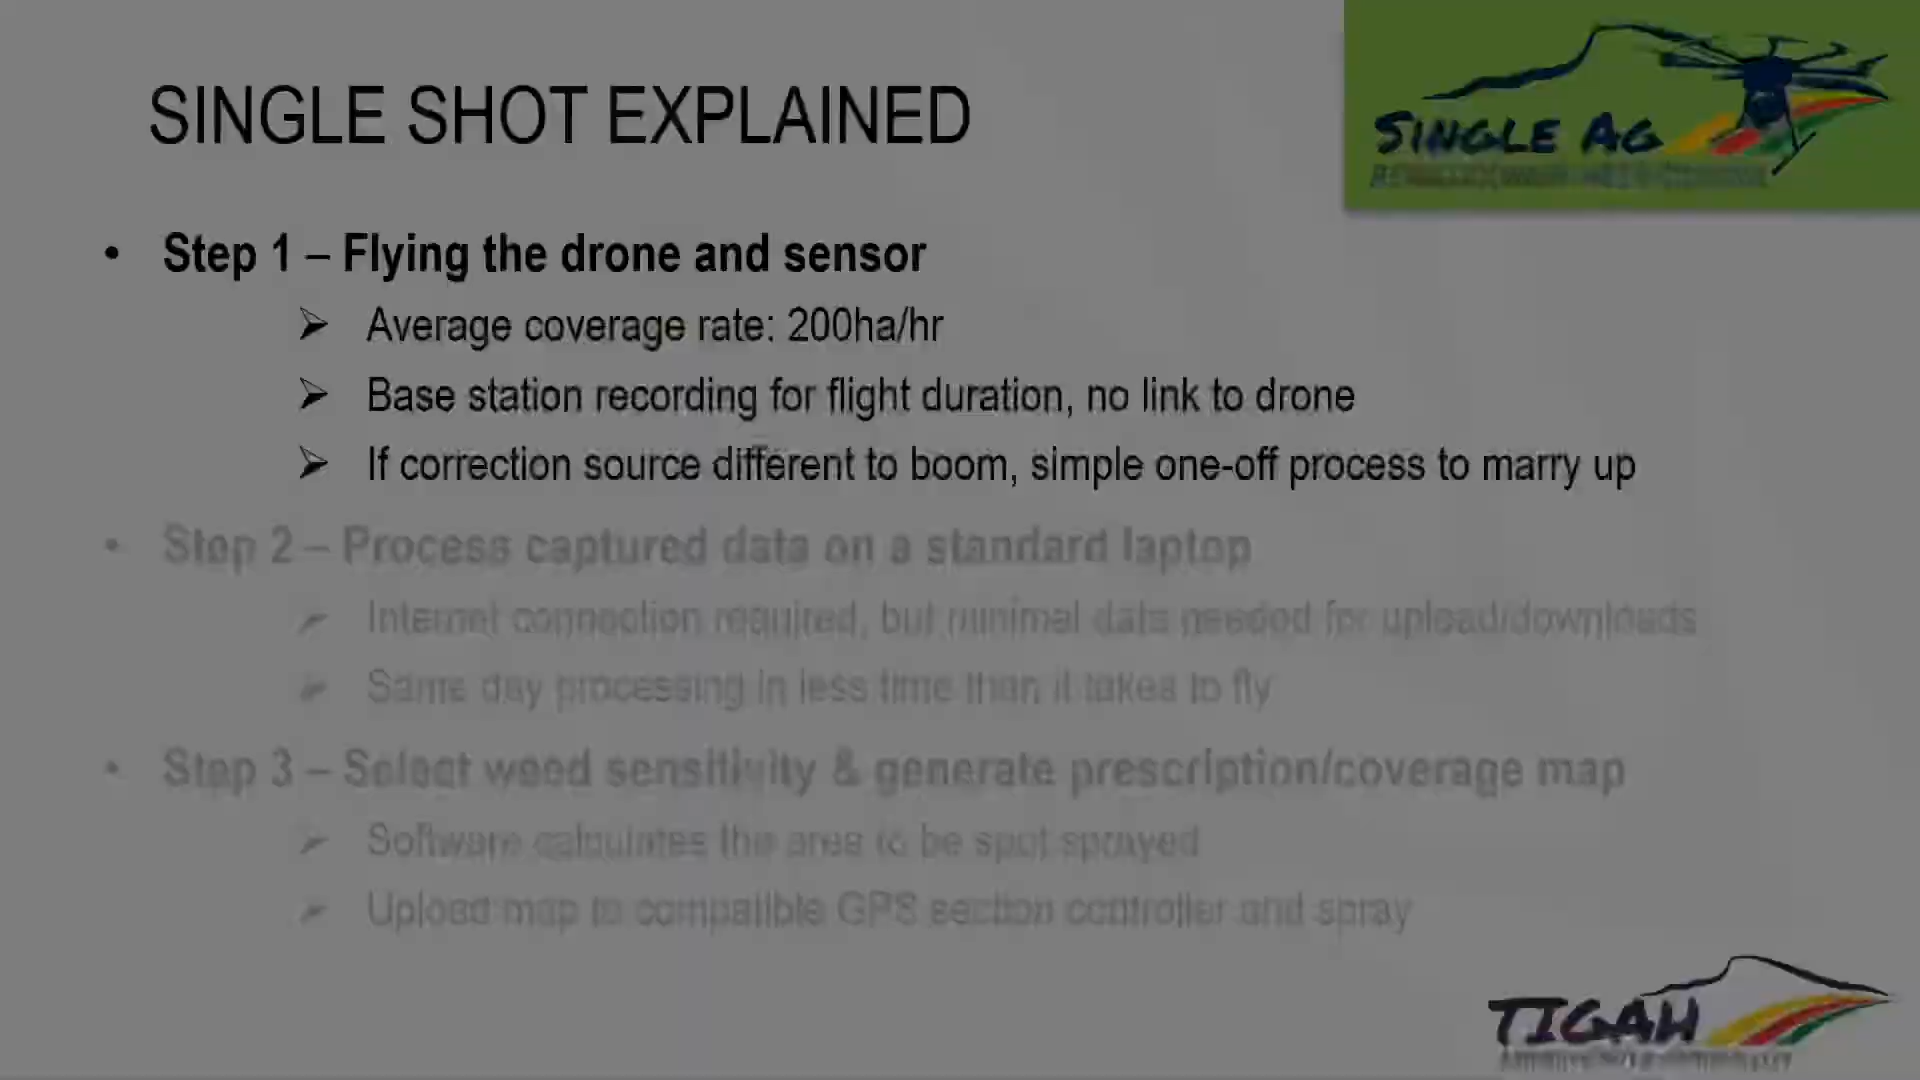 SINGLE SHOT EXPLAINED
SINGLE AG
• Step 1 – Flying the drone and sensor
➢ Average coverage rate: 200ha/hr
➢ Base station recording for flight duration, no link to drone
➢ If correction source different to boom, simple one-off process to marry up
• Step 2 – Process captured data on a standard laptop
➢ Internet connection required, but minimal data needed for upload/downloads
➢ Same day processing in less time than it takes to fly
• Step 3 – Select weed sensitivity & generate prescription/coverage map
➢ Software calculates the area to be spot sprayed
➢ Upload map to compatible GPS section controller and spray
TIGAH